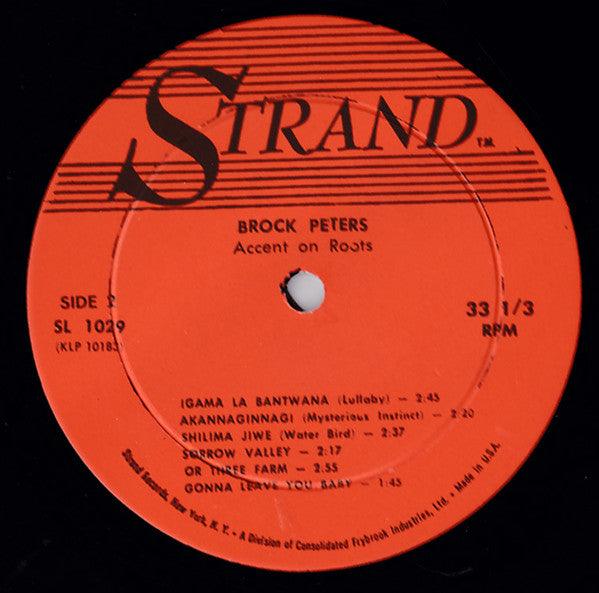 STRAND T.M.
BROCK PETERS
Accent on Roots
SIDE 2
SL 1029
(KLP 10183)
33 1/3
RPM
IGAMA LA BANTWANA (Lullaby) — 2:45
AKANNAGINNAGI (Mysterious Instinct) — 2:20
SHILIMA JIWE (Water Bird) — 2:37
SORROW VALLEY — 2:17
OR THREE FARM — 2:55
GONNA LEAVE YOU BABY — 1:45
Strand Records, New York, N. Y. • A Division of Consolidated Frybrook Industries, Ltd. • Made in U.S.A.